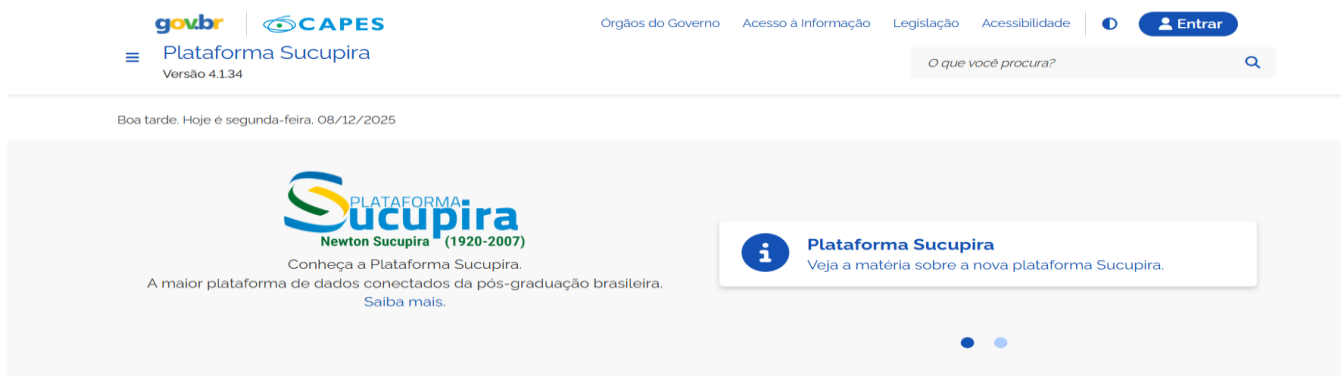 gov.br CAPES Órgãos do Governo Acesso à Informação Legislação Acessibilidade Entrar
Plataforma Sucupira
Versão 4.1.34
O que você procura?
Boa tarde. Hoje é segunda-feira, 08/12/2025
PLATAFORMA
Sucupira
Newton Sucupira (1920-2007)
Conheça a Plataforma Sucupira.
A maior plataforma de dados conectados da pós-graduação brasileira.
Saiba mais.
Plataforma Sucupira
Veja a matéria sobre a nova plataforma Sucupira.